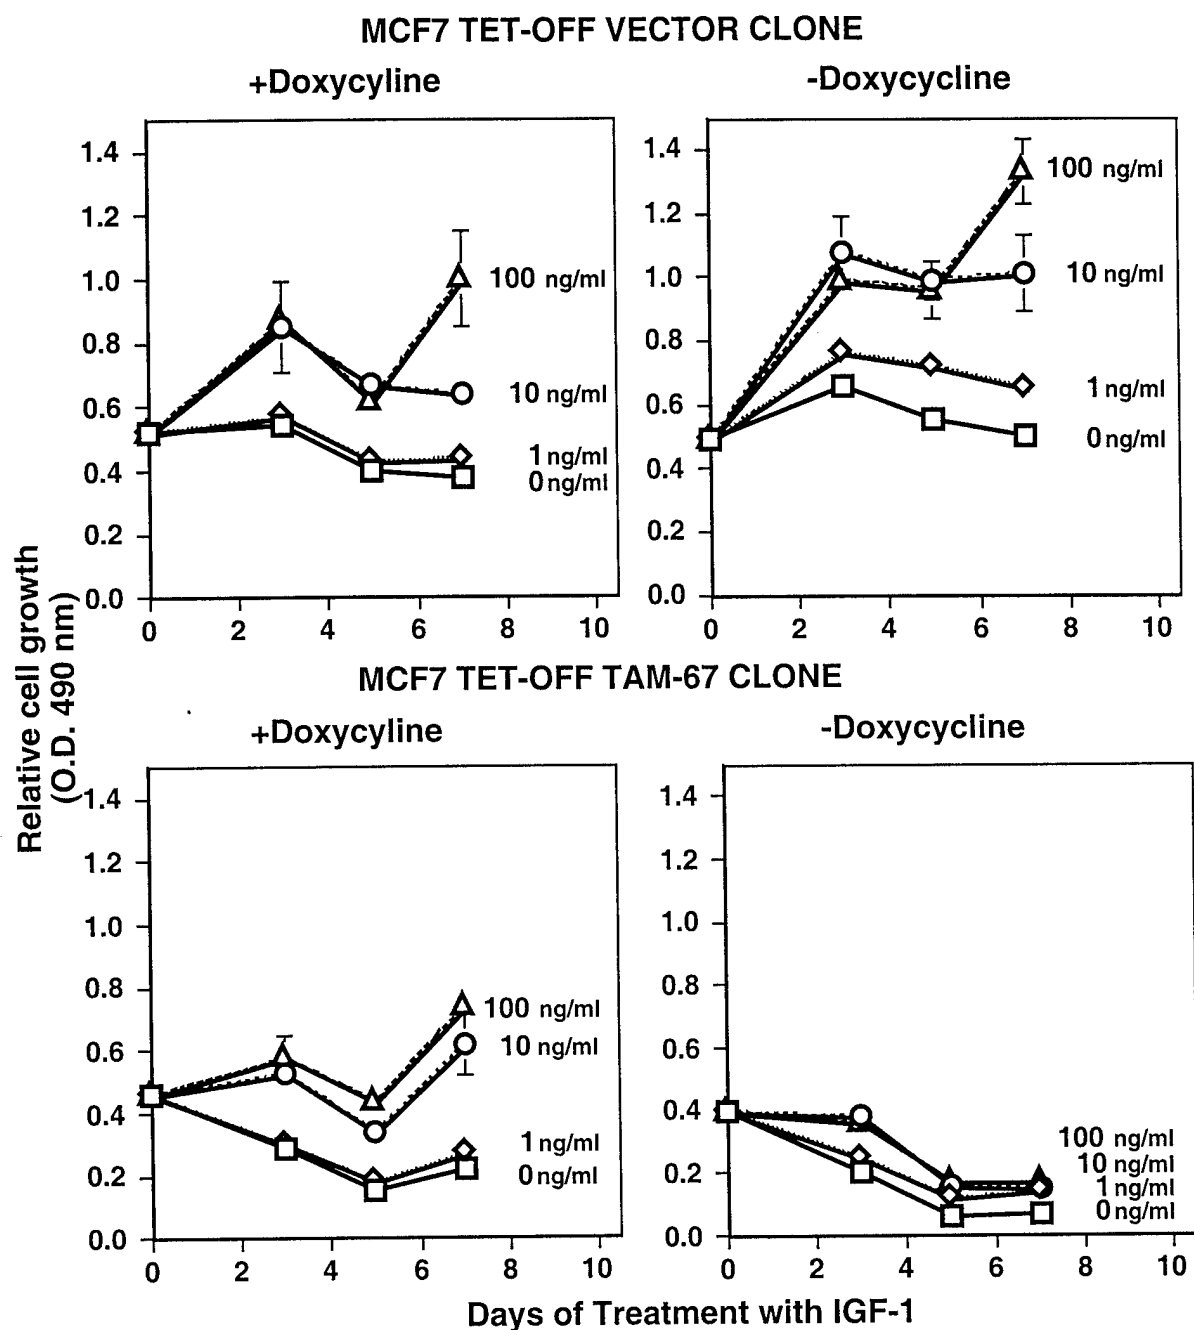 MCF7 TET-OFF VECTOR CLONE
+Doxycyline
-Doxycycline
1.4
1.2
1.0
0.8
0.6
0.4
0.2
0.0
0 2 4 6 8 10
100 ng/ml
10 ng/ml
1 ng/ml
0 ng/ml
1.4
1.2
1.0
0.8
0.6
0.4
0.2
0.0
0 2 4 6 8 10
100 ng/ml
10 ng/ml
1 ng/ml
0 ng/ml
Relative cell growth
(O.D. 490 nm)
MCF7 TET-OFF TAM-67 CLONE
+Doxycyline
-Doxycycline
1.4
1.2
1.0
0.8
0.6
0.4
0.2
0.0
0 2 4 6 8 10
100 ng/ml
10 ng/ml
1 ng/ml
0 ng/ml
1.4
1.2
1.0
0.8
0.6
0.4
0.2
0.0
0 2 4 6 8 10
100 ng/ml
10 ng/ml
1 ng/ml
0 ng/ml
Days of Treatment with IGF-1